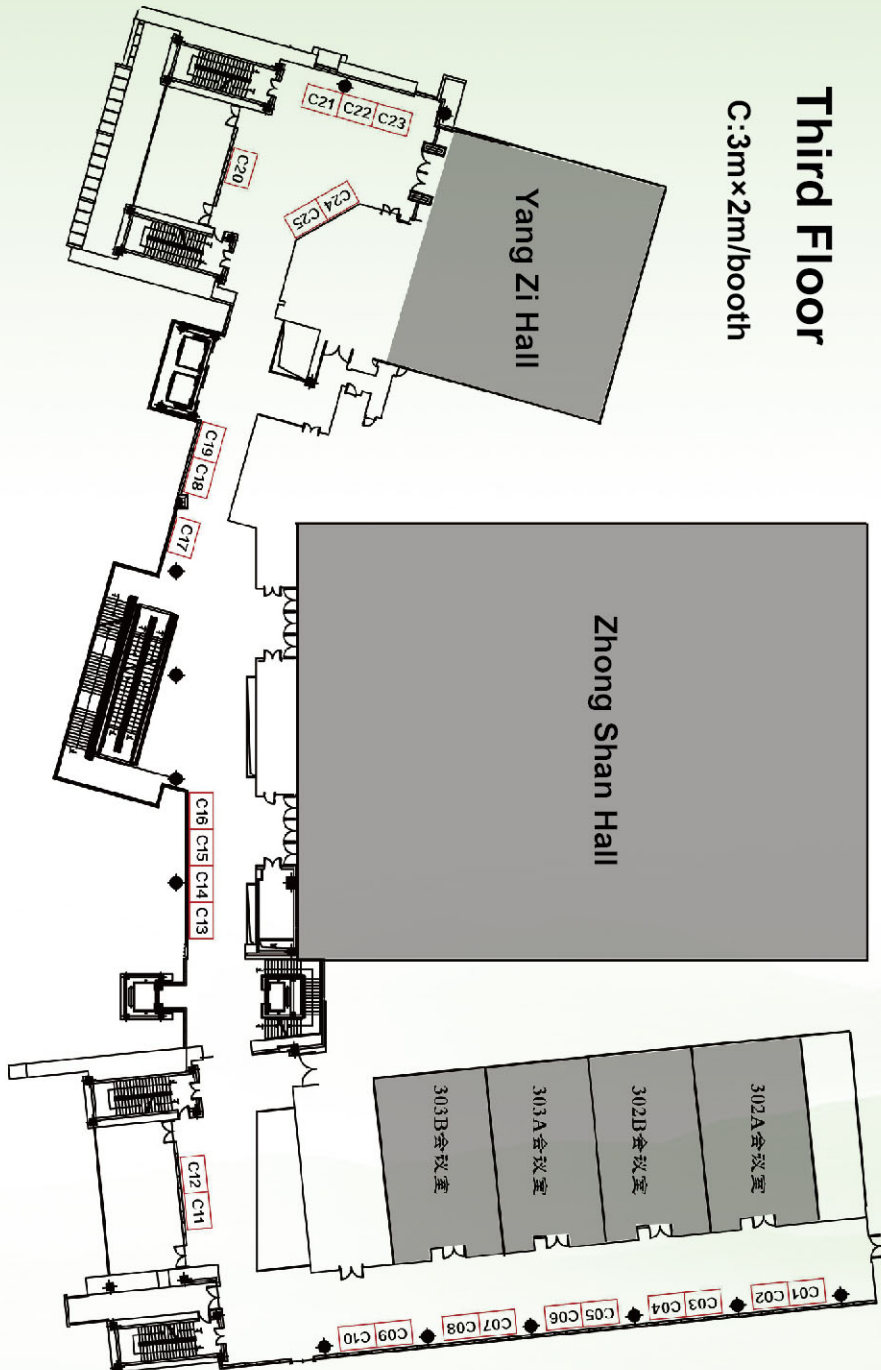 Third Floor
C:3m×2m/booth
Yang Zi Hall
Zhong Shan Hall
302A会议室
302B会议室
303A会议室
303B会议室
C01
C02
C03
C04
C05
C06
C07
C08
C09
C10
C11
C12
C13
C14
C15
C16
C17
C18
C19
C20
C21
C22
C23
C24
C25